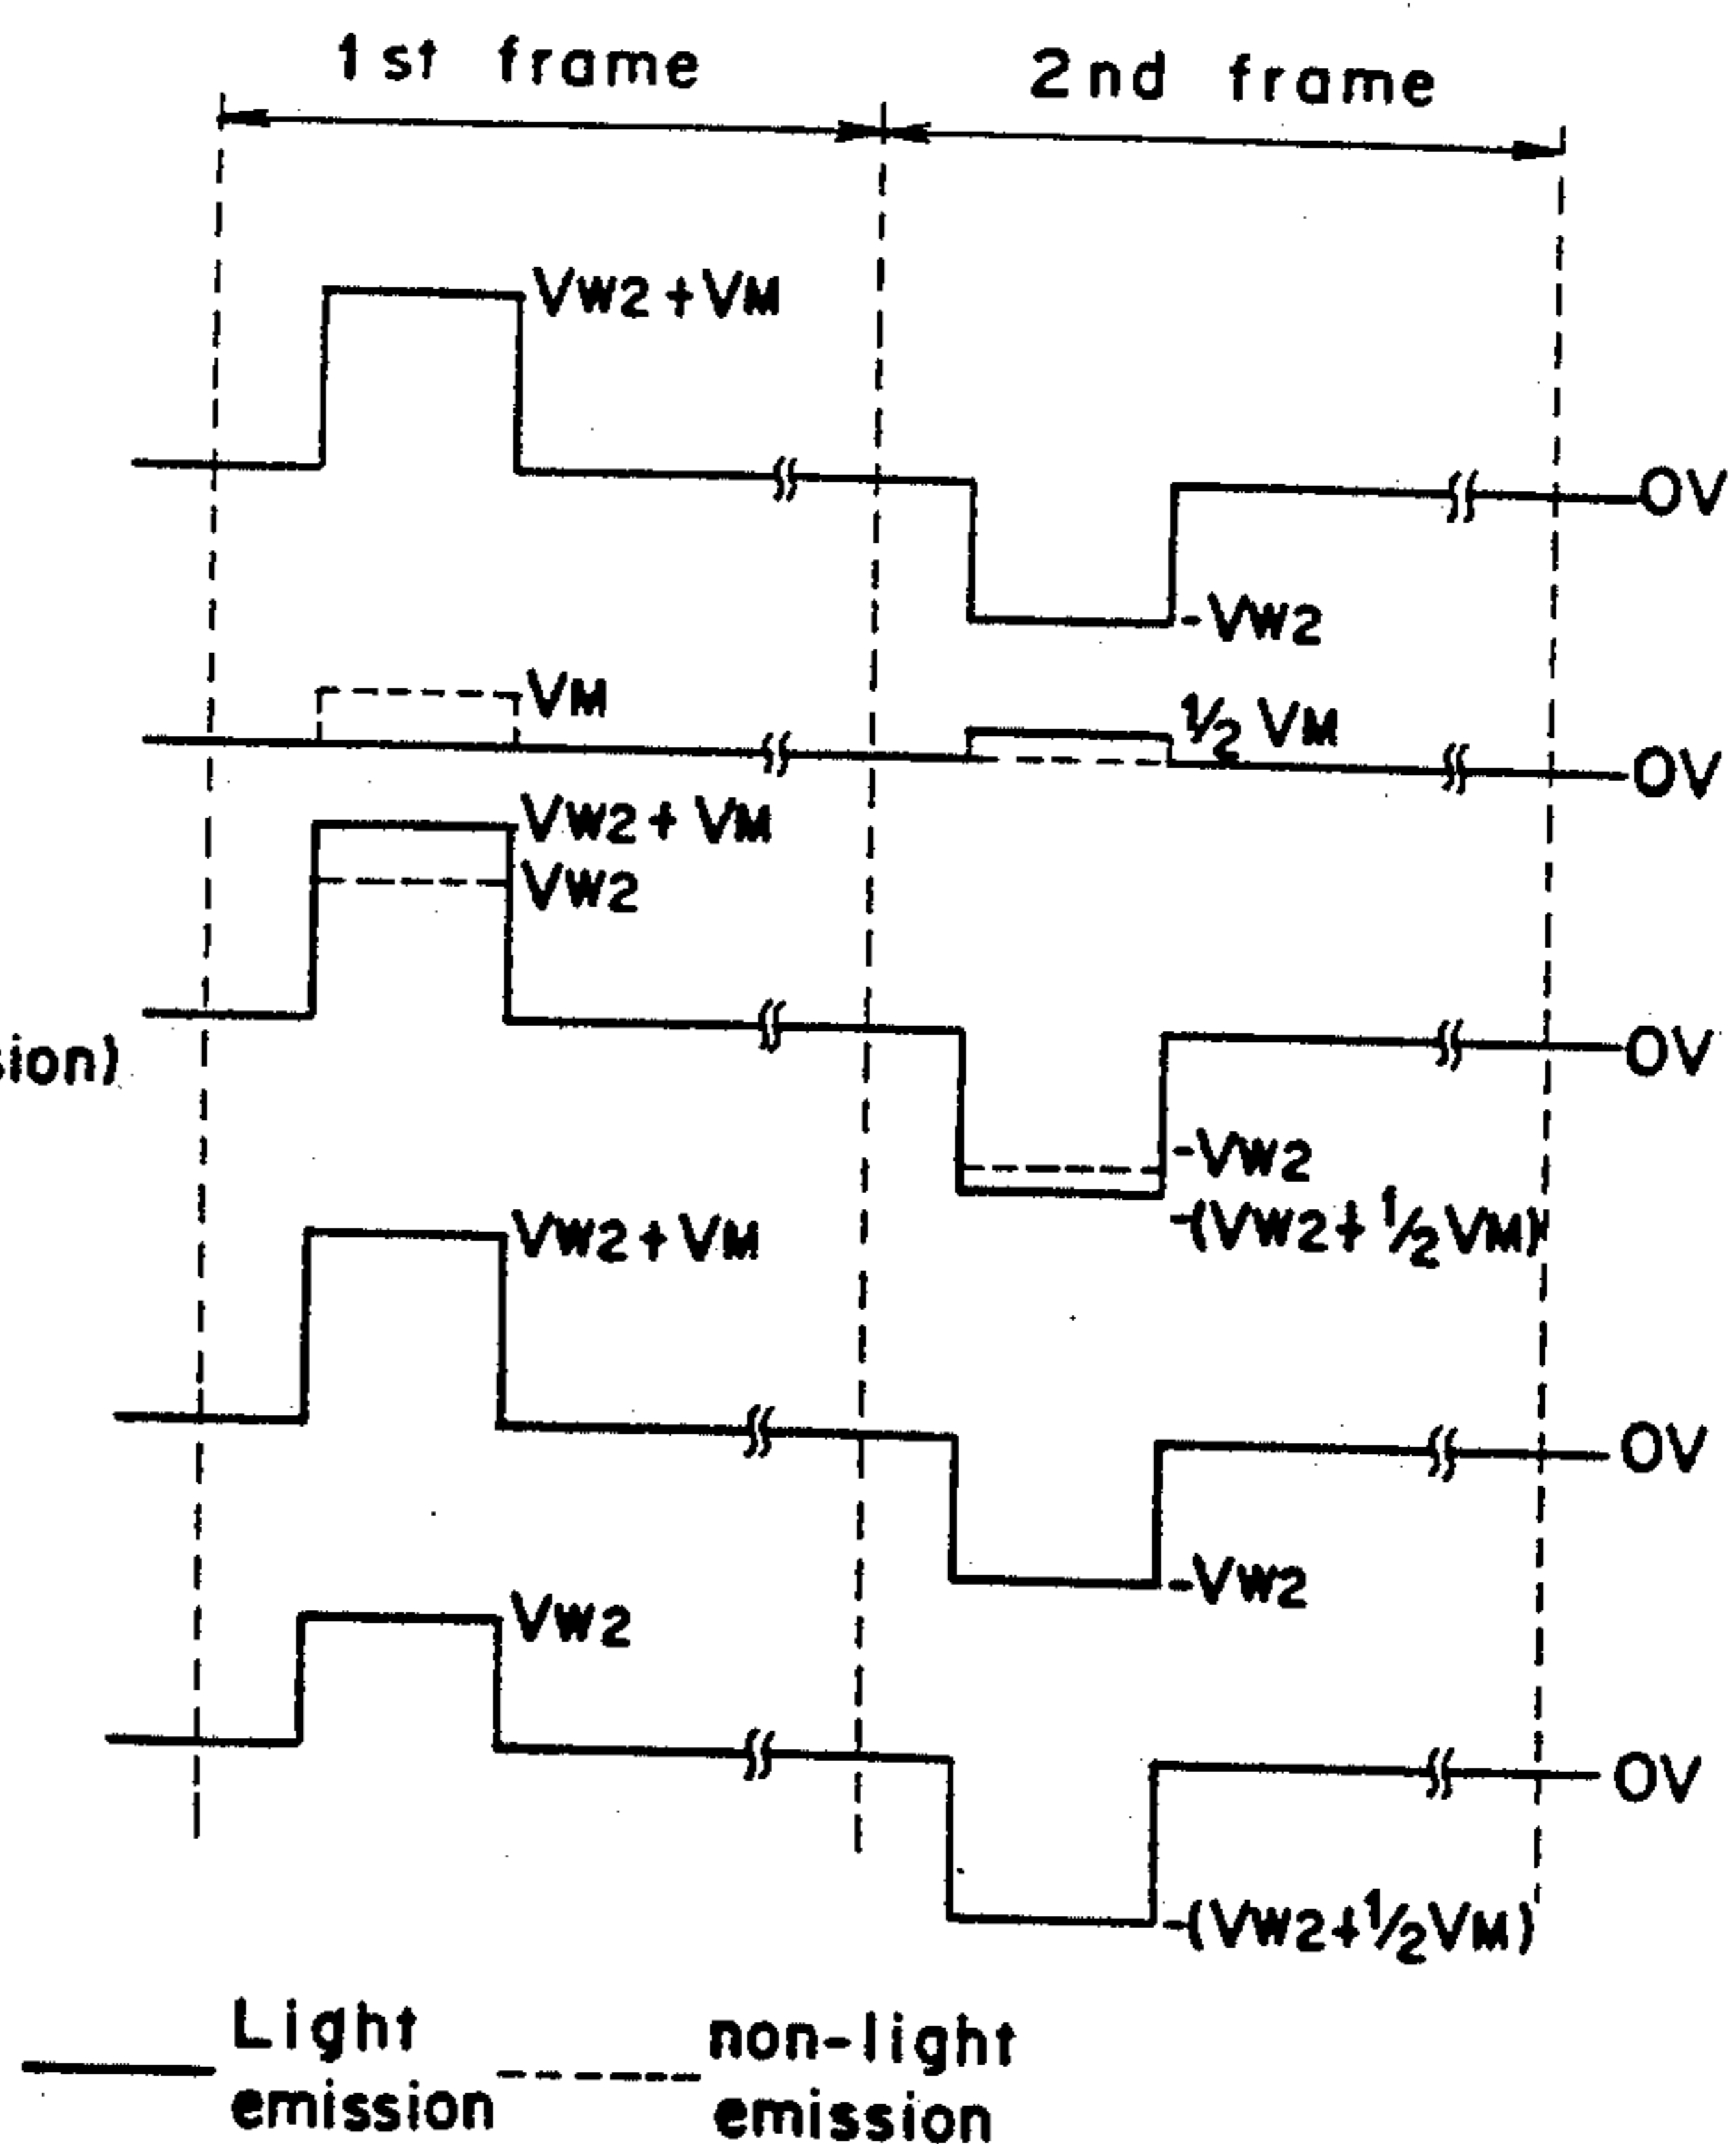 1st frame
2nd frame
VW2+VM
0V
-VW2
VM
1/2 VM
0V
VW2+VM
VW2
0V
sion)
-VW2
-(VW2+1/2VM)
VW2+VM
0V
-VW2
VW2
0V
-(VW2+1/2VM)
Light emission
non-light emission